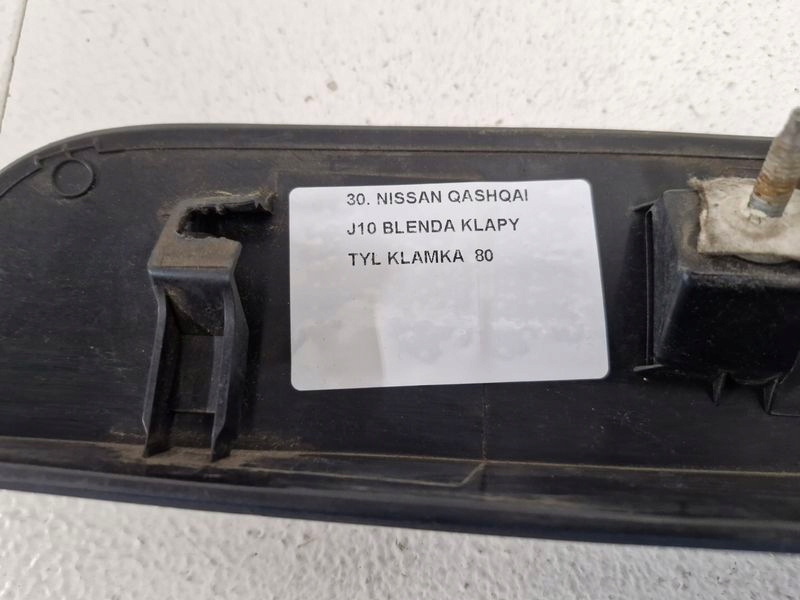 30. NISSAN QASHQAI
J10 BLENDA KLAPY
TYL KLAMKA  80